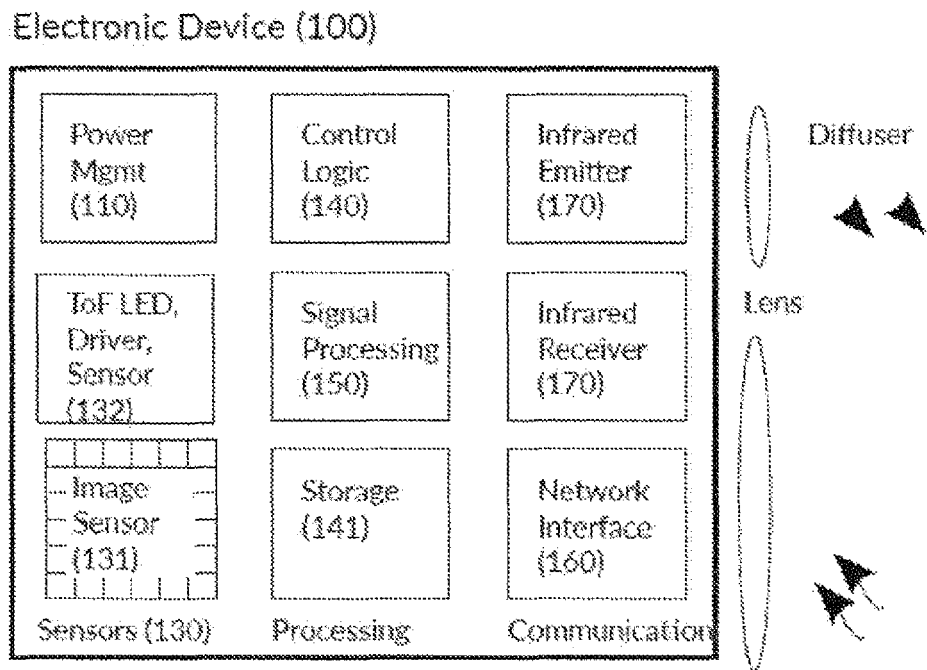 Electronic Device (100)
Power
Mgmt
(110)
Control
Logic
(140)
Infrared
Emitter
(170)
Diffuser
ToF LED,
Driver,
Sensor
(132)
Signal
Processing
(150)
Infrared
Receiver
(170)
Lens
Image
Sensor
(131)
Storage
(141)
Network
Interface
(160)
Sensors (130)
Processing
Communication